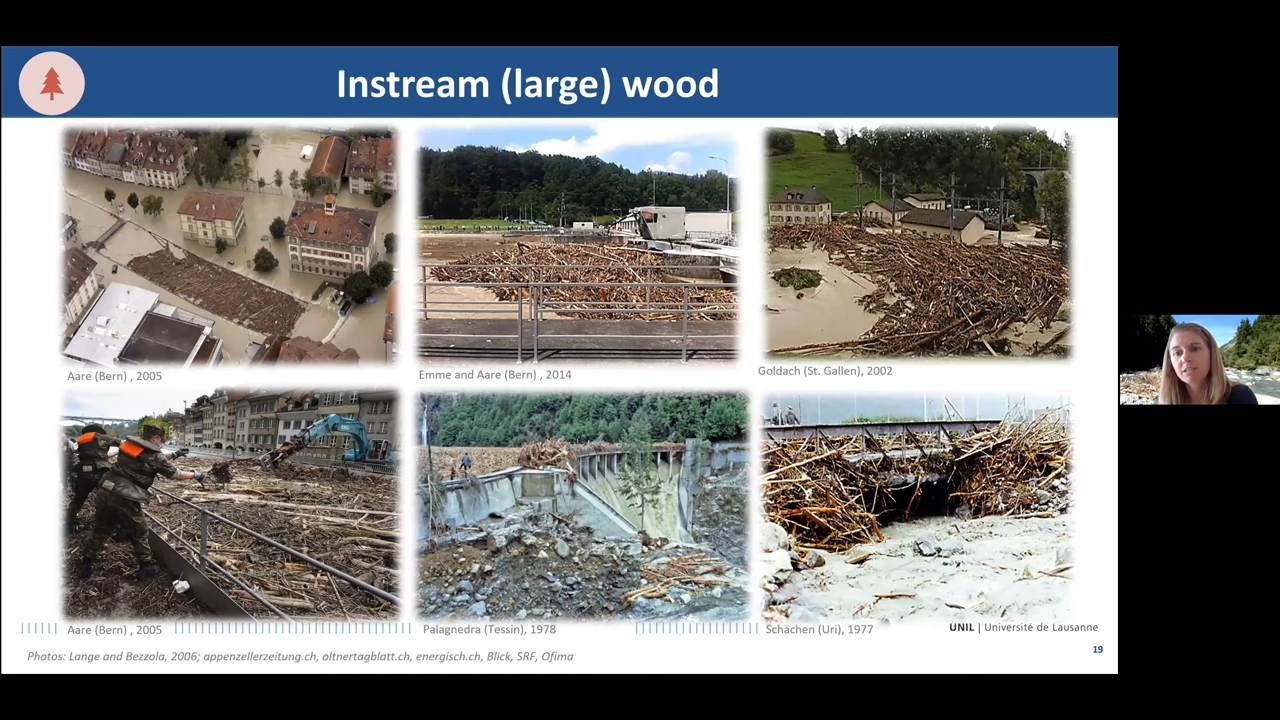 Instream (large) wood
Aare (Bern) , 2005
Emme and Aare (Bern) , 2014
Goldach (St. Gallen), 2002
Aare (Bern) , 2005
Palagnedra (Tessin), 1978
Schächen (Uri), 1977
UNIL | Université de Lausanne
19
Photos: Lange and Bezzola, 2006; appenzellerzeitung.ch, oltnertagblatt.ch, energisch.ch, Blick, SRF, Ofima